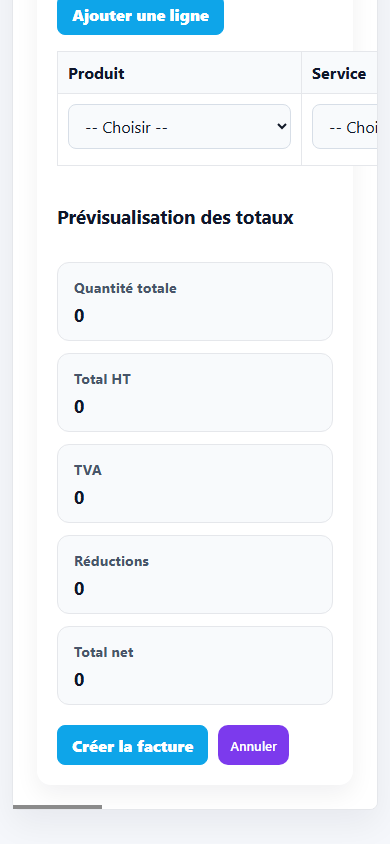 Ajouter une ligne
Produit Service
-- Choisir -- -- Choi
Prévisualisation des totaux
Quantité totale
0
Total HT
0
TVA
0
Réductions
0
Total net
0
Créer la facture Annuler